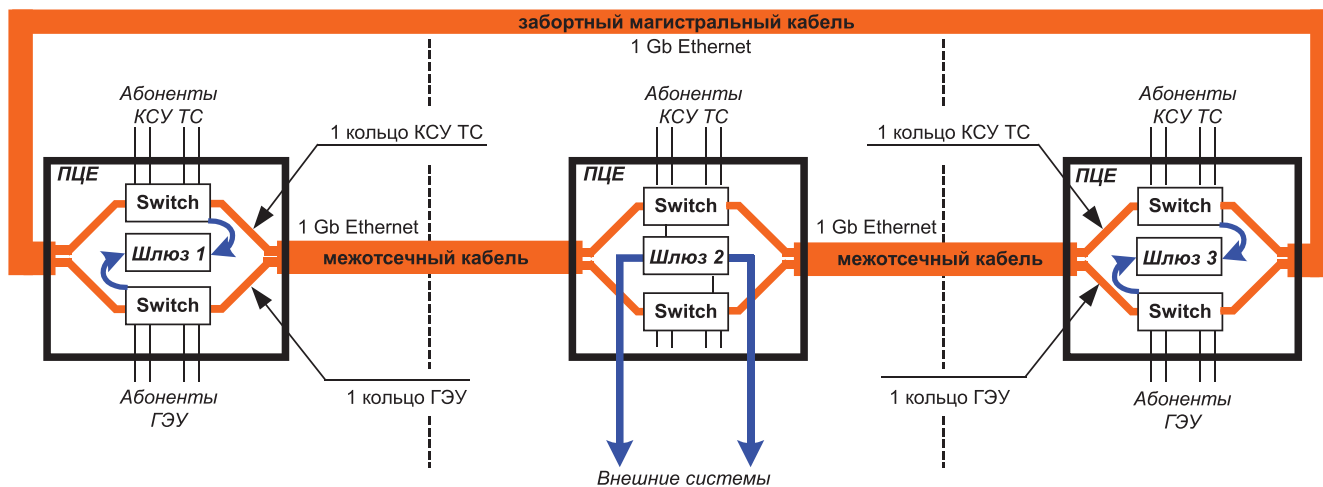 забортный магистральный кабель
1 Gb Ethernet
Абоненты
КСУ ТС
Абоненты
КСУ ТС
Абоненты
КСУ ТС
1 кольцо КСУ ТС
1 кольцо КСУ ТС
ПЦЕ
ПЦЕ
ПЦЕ
Switch
Switch
Switch
1 Gb Ethernet
1 Gb Ethernet
Шлюз 1
межотсечный кабель
Шлюз 2
межотсечный кабель
Шлюз 3
Switch
Switch
Switch
Абоненты
ГЭУ
1 кольцо ГЭУ
1 кольцо ГЭУ
Абоненты
ГЭУ
Внешние системы